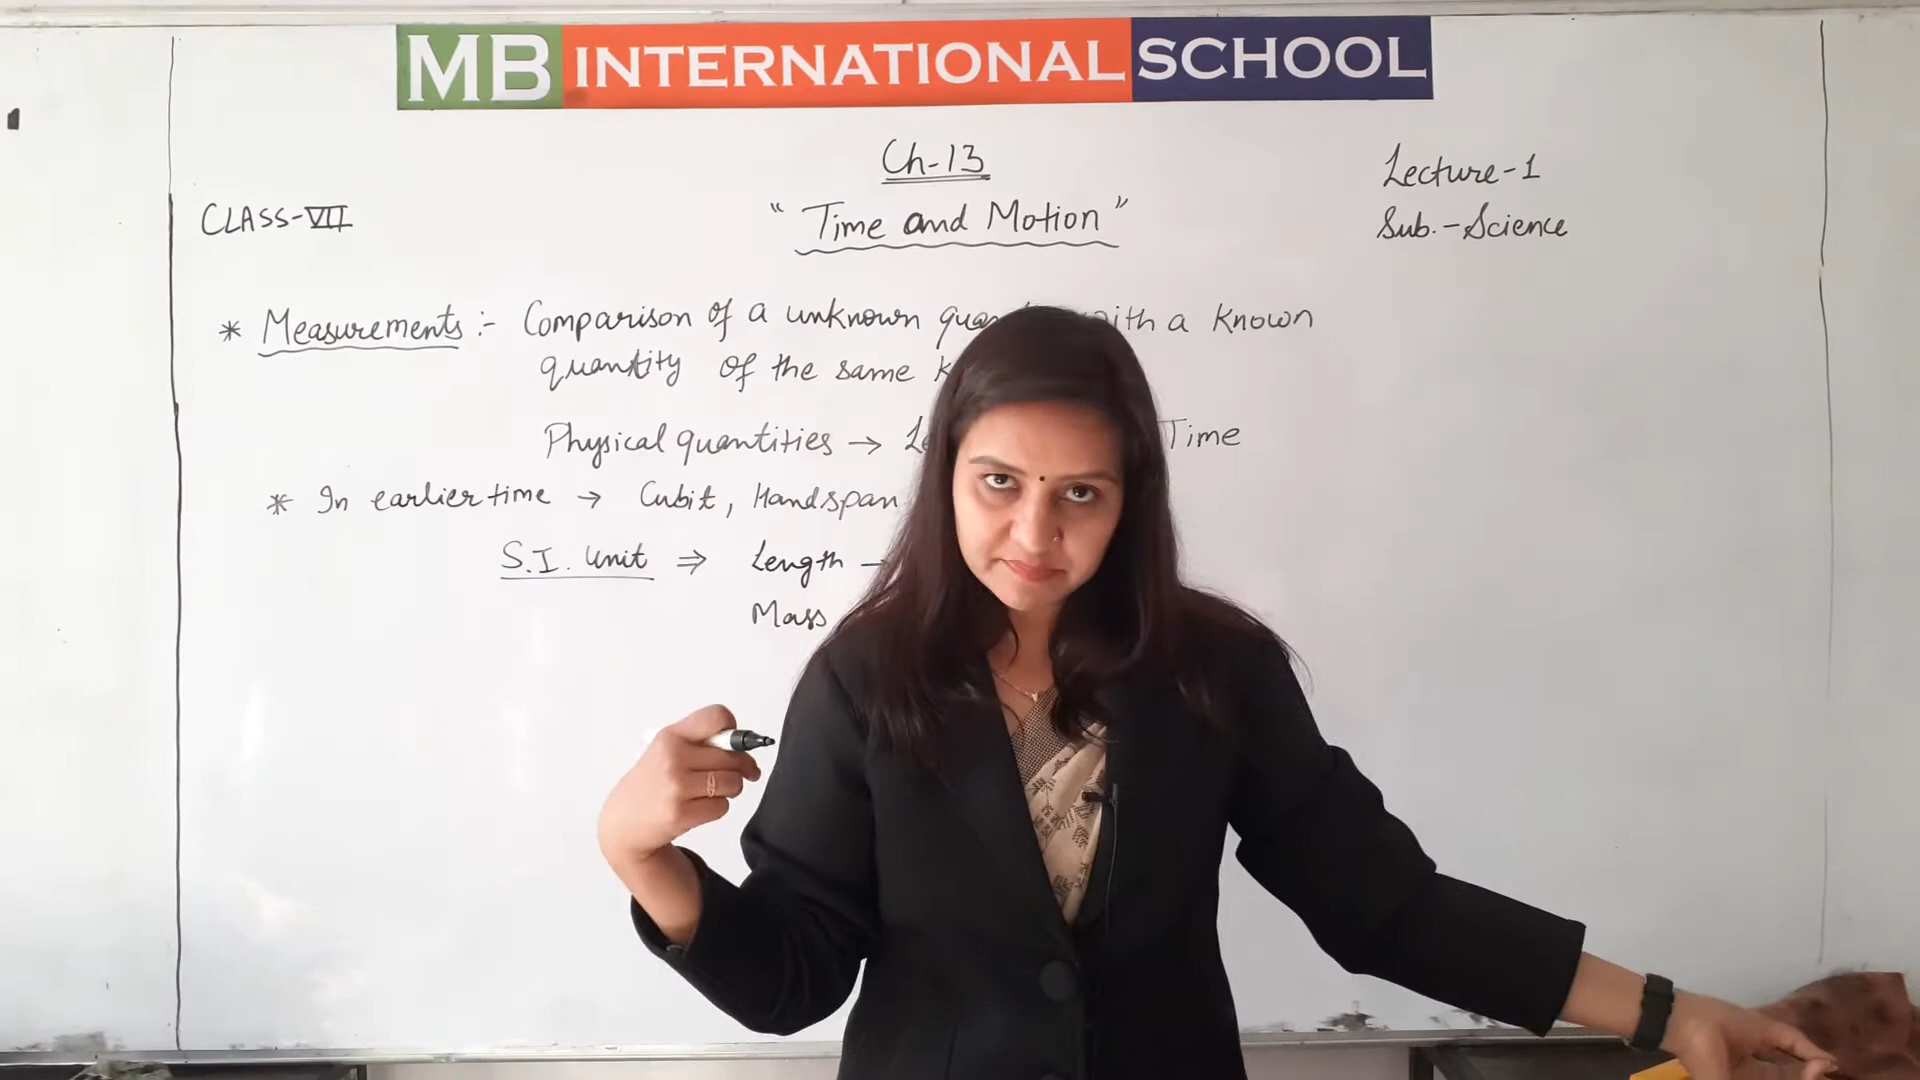 MB INTERNATIONAL SCHOOL
Ch-13
Lecture-1
CLASS-VII
"Time and Motion"
Sub.-Science
* Measurements :- Comparison of a unknown with a known
quantity of the same
Physical quantities → Time
* In earlier time → Cubit, Handspan
S.I. Unit ⇒ Length →
Mass